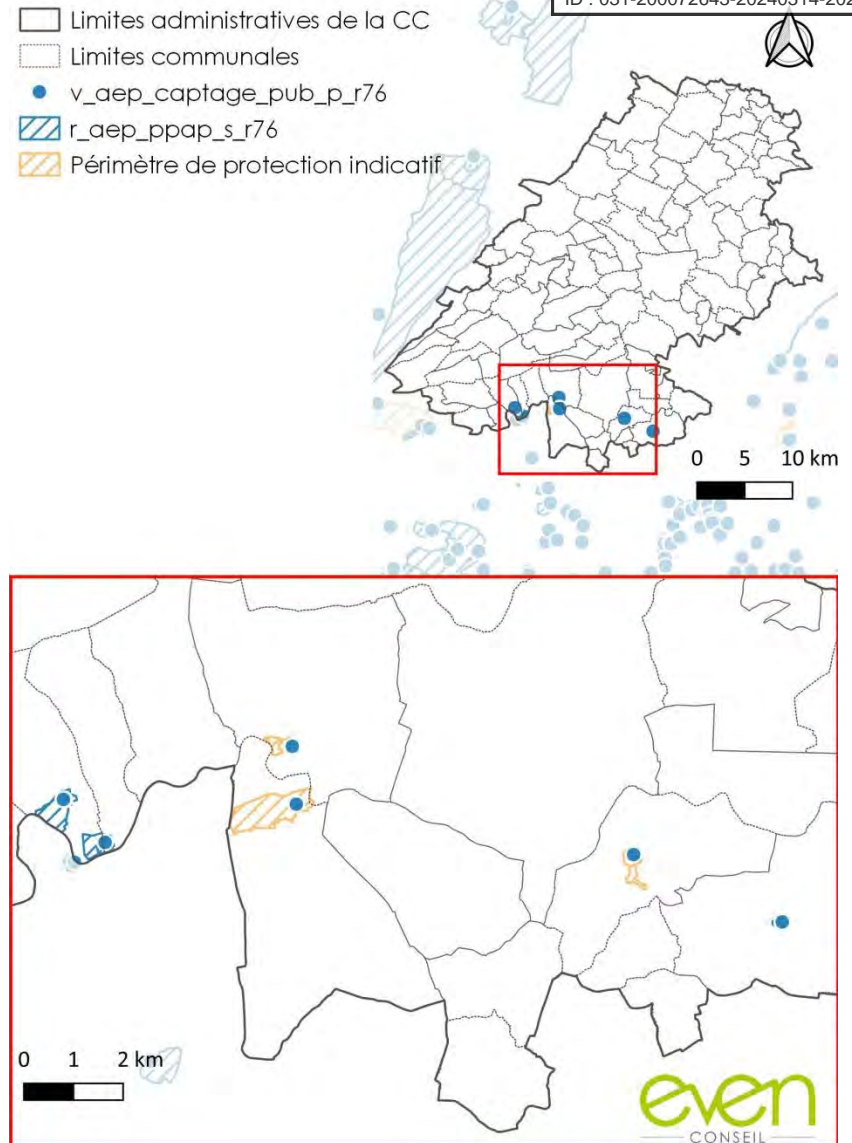 Limites administratives de la CC
Limites communales
v_aep_captage_pub_p_r76
r_aep_ppap_s_r76
Périmètre de protection indicatif
0 5 10 km
0 1 2 km
even
CONSEIL